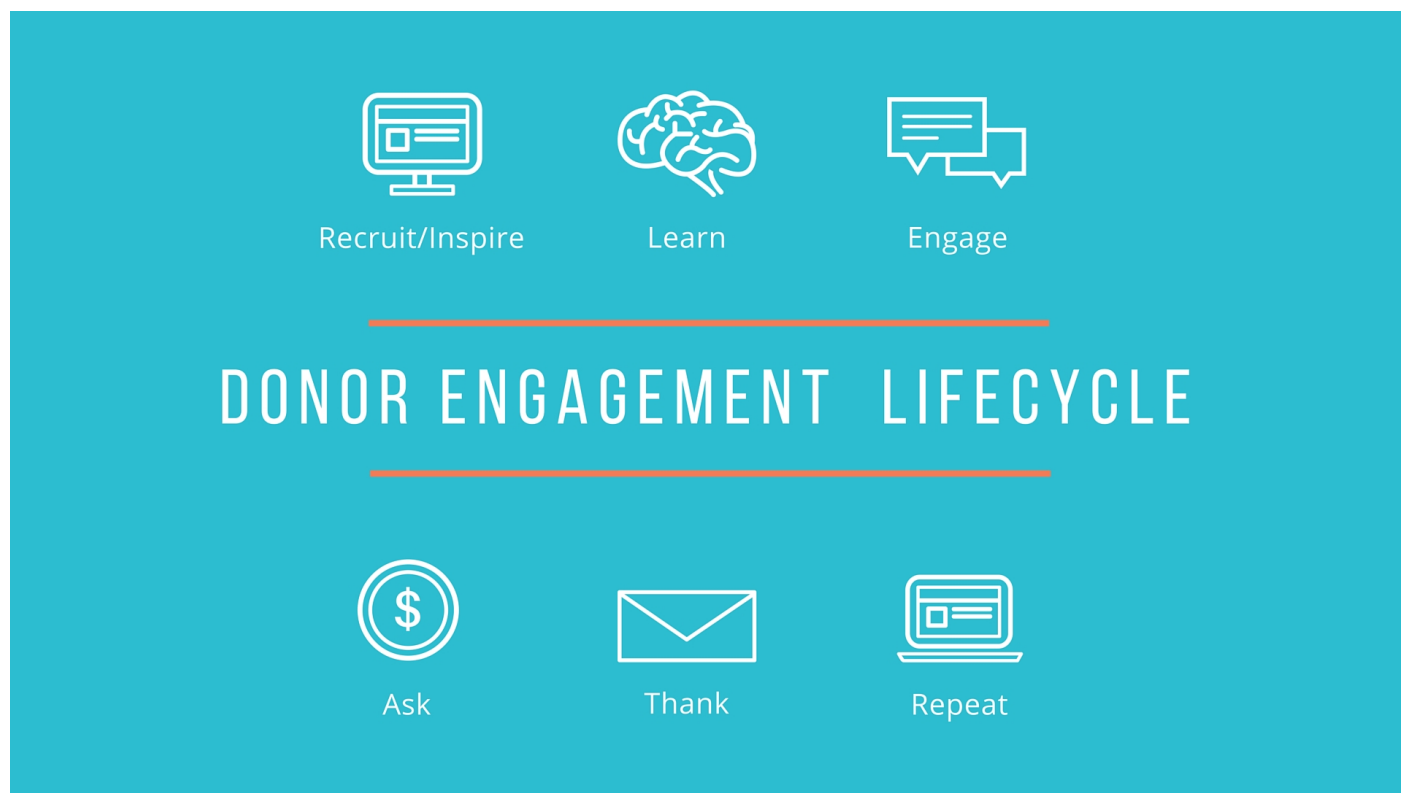 Recruit/Inspire
Learn
Engage
DONOR ENGAGEMENT LIFECYCLE
$
Ask
Thank
Repeat